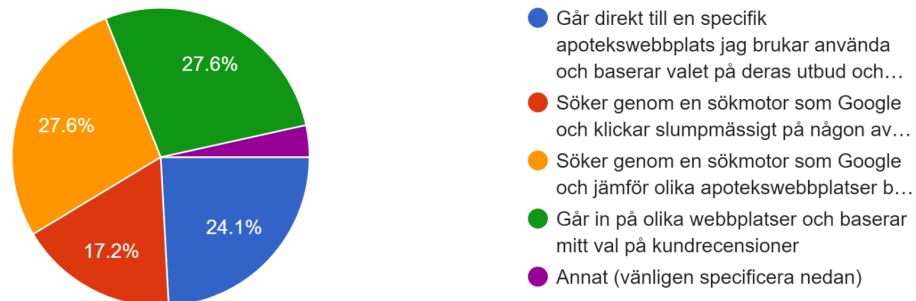 27.6%
27.6%
17.2%
24.1%
Går direkt till en specifik
apotekswebbplats jag brukar använda
och baserar valet på deras utbud och…
Söker genom en sökmotor som Google
och klickar slumpmässigt på någon av…
Söker genom en sökmotor som Google
och jämför olika apotekswebbplatser b…
Går in på olika webbplatser och baserar
mitt val på kundrecensioner
Annat (vänligen specificera nedan)